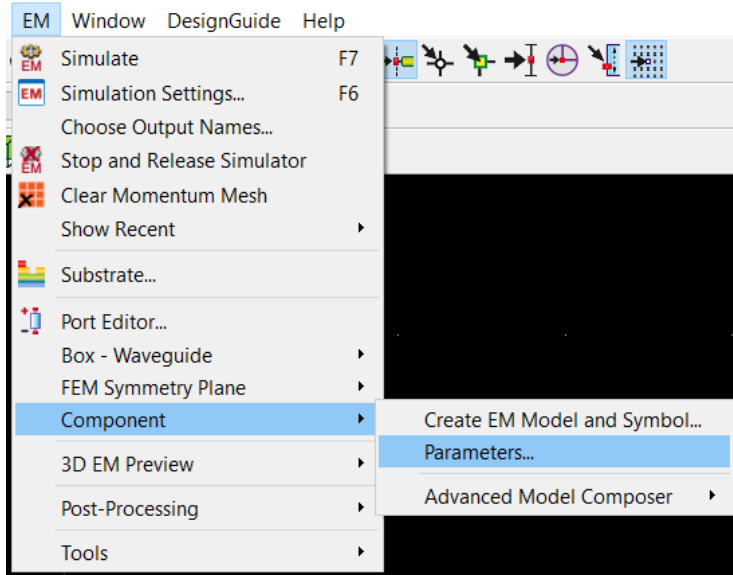 EM Window DesignGuide Help
EM Simulate F7
EM Simulation Settings... F6
Choose Output Names...
EM Stop and Release Simulator
Clear Momentum Mesh
Show Recent
Substrate...
Port Editor...
Box - Waveguide
FEM Symmetry Plane
Component
Create EM Model and Symbol...
Parameters...
3D EM Preview
Advanced Model Composer
Post-Processing
Tools